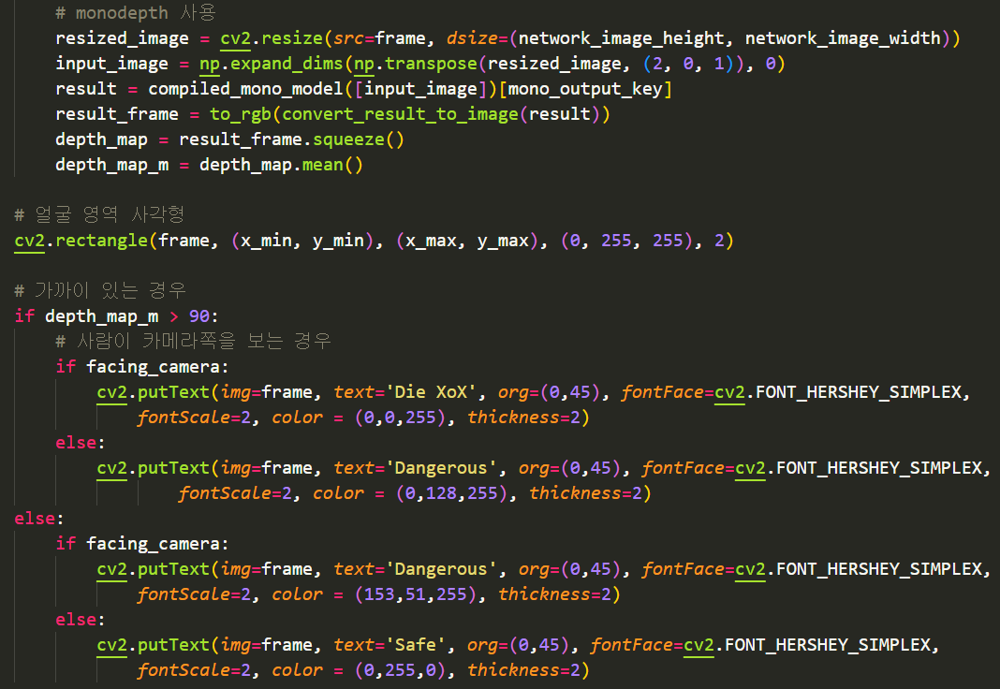 # monodepth 사용
resized_image = cv2.resize(src=frame, dsize=(network_image_height, network_image_width))
input_image = np.expand_dims(np.transpose(resized_image, (2, 0, 1)), 0)
result = compiled_mono_model([input_image])[mono_output_key]
result_frame = to_rgb(convert_result_to_image(result))
depth_map = result_frame.squeeze()
depth_map_m = depth_map.mean()
# 얼굴 영역 사각형
cv2.rectangle(frame, (x_min, y_min), (x_max, y_max), (0, 255, 255), 2)
# 가까이 있는 경우
if depth_map_m > 90:
# 사람이 카메라쪽을 보는 경우
if facing_camera:
cv2.putText(img=frame, text='Die XoX', org=(0,45), fontFace=cv2.FONT_HERSHEY_SIMPLEX,
fontScale=2, color = (0,0,255), thickness=2)
else:
cv2.putText(img=frame, text='Dangerous', org=(0,45), fontFace=cv2.FONT_HERSHEY_SIMPLEX,
fontScale=2, color = (0,128,255), thickness=2)
else:
if facing_camera:
cv2.putText(img=frame, text='Dangerous', org=(0,45), fontFace=cv2.FONT_HERSHEY_SIMPLEX,
fontScale=2, color = (153,51,255), thickness=2)
else:
cv2.putText(img=frame, text='Safe', org=(0,45), fontFace=cv2.FONT_HERSHEY_SIMPLEX,
fontScale=2, color = (0,255,0), thickness=2)